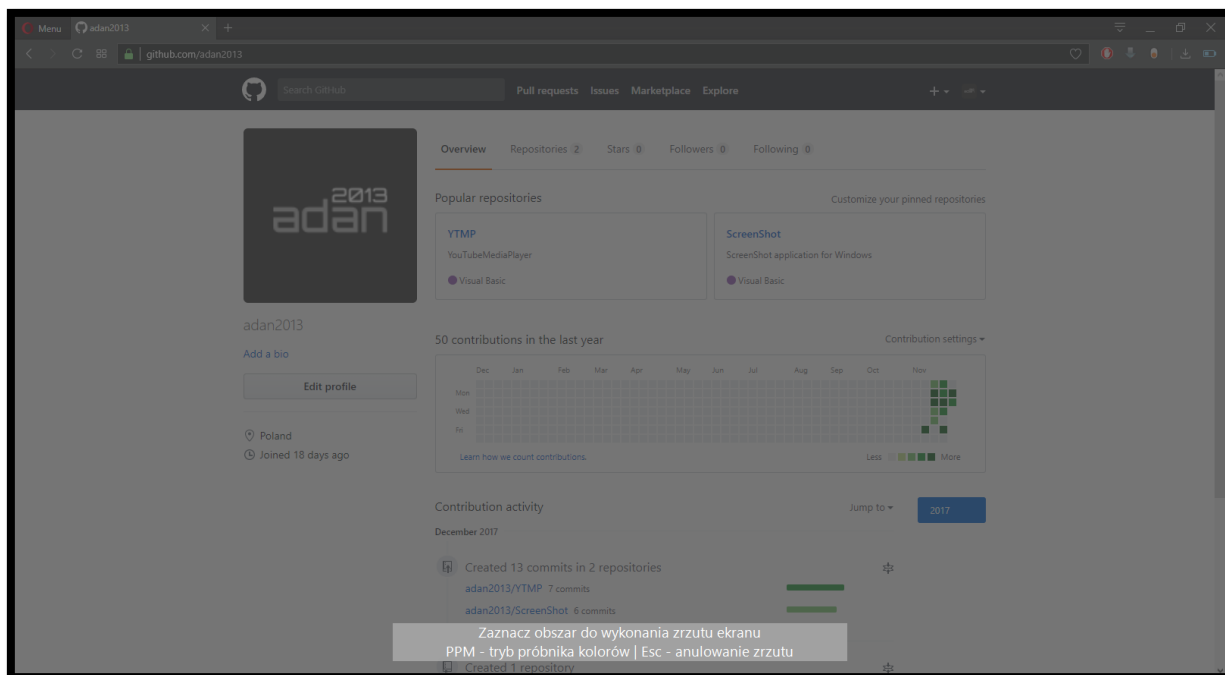 Menu adan2013
github.com/adan2013
Search GitHub Pull requests Issues Marketplace Explore
2013
adan
adan2013
Add a bio
Edit profile
Poland
Joined 18 days ago
Overview Repositories 2 Stars 0 Followers 0 Following 0
Popular repositories Customize your pinned repositories
YTMP
YouTubeMediaPlayer
Visual Basic
ScreenShot
ScreenShot application for Windows
Visual Basic
50 contributions in the last year Contribution settings
Dec Jan Feb Mar Apr May Jun Jul Aug Sep Oct Nov
Mon
Wed
Fri
Learn how we count contributions. Less More
Contribution activity Jump to 2017
December 2017
Created 13 commits in 2 repositories
adan2013/YTMP 7 commits
adan2013/ScreenShot 6 commits
Zaznacz obszar do wykonania zrzutu ekranu
PPM - tryb próbnika kolorów | Esc - anulowanie zrzutu
Created 1 repository